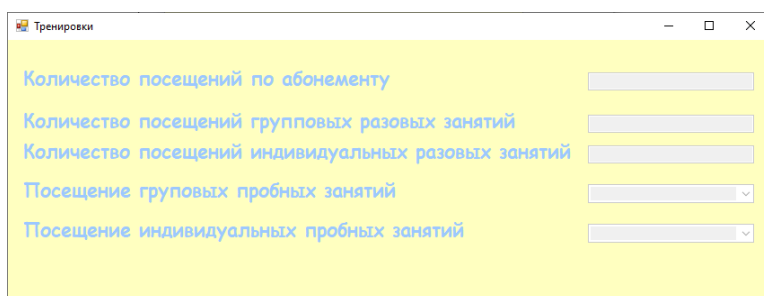 Тренировки
Количество посещений по абонементу
Количество посещений групповых разовых занятий
Количество посещений индивидуальных разовых занятий
Посещение груповых пробных занятий
Посещение индивидуальных пробных занятий